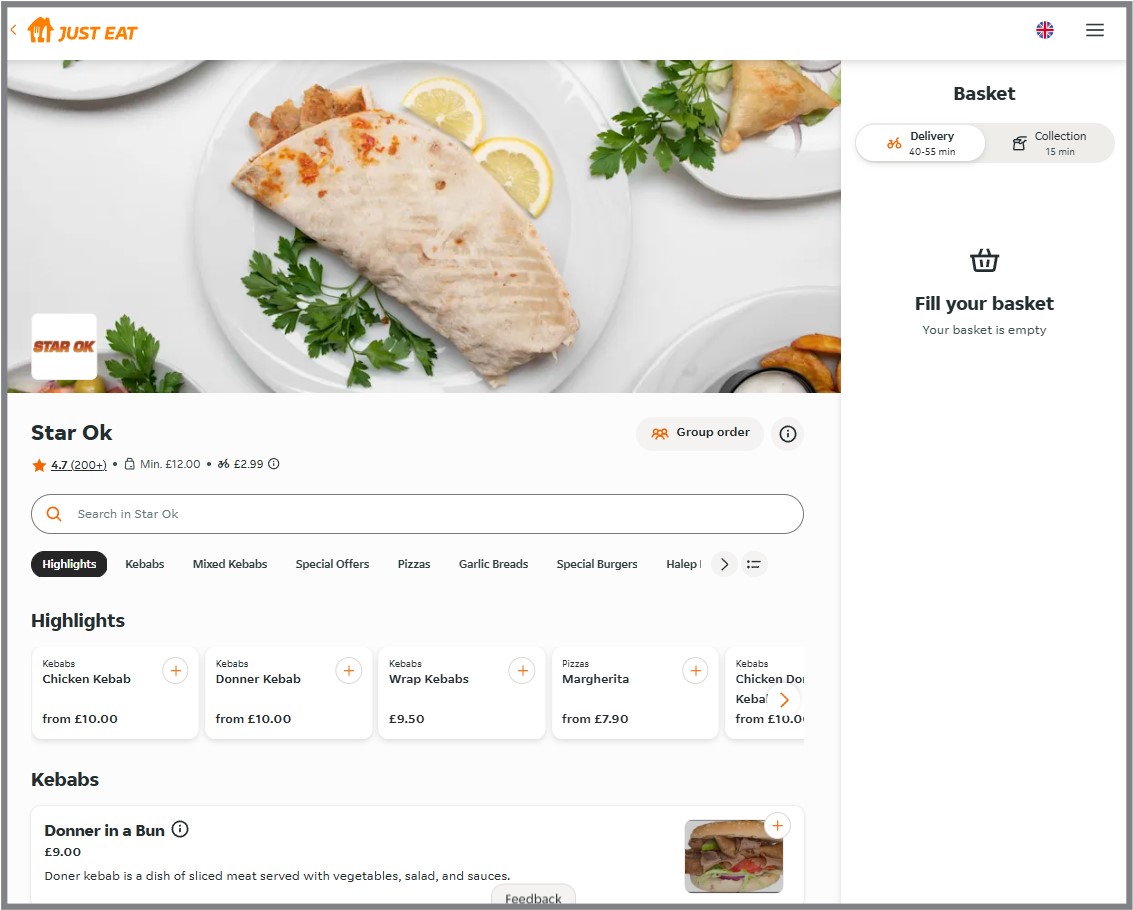 JUST EAT
Basket
Delivery
40-55 min
Collection
15 min
Fill your basket
Your basket is empty
STAR OK
Star Ok
Group order
4.7 (200+) • Min. £12.00 • £2.99
Search in Star Ok
Highlights Kebabs Mixed Kebabs Special Offers Pizzas Garlic Breads Special Burgers Halep
Highlights
Kebabs
Chicken Kebab
from £10.00
Kebabs
Donner Kebab
from £10.00
Kebabs
Wrap Kebabs
£9.50
Pizzas
Margherita
from £7.90
Kebabs
Chicken Do
Keba
from £10.0
Kebabs
Donner in a Bun
£9.00
Doner kebab is a dish of sliced meat served with vegetables, salad, and sauces.
Feedback